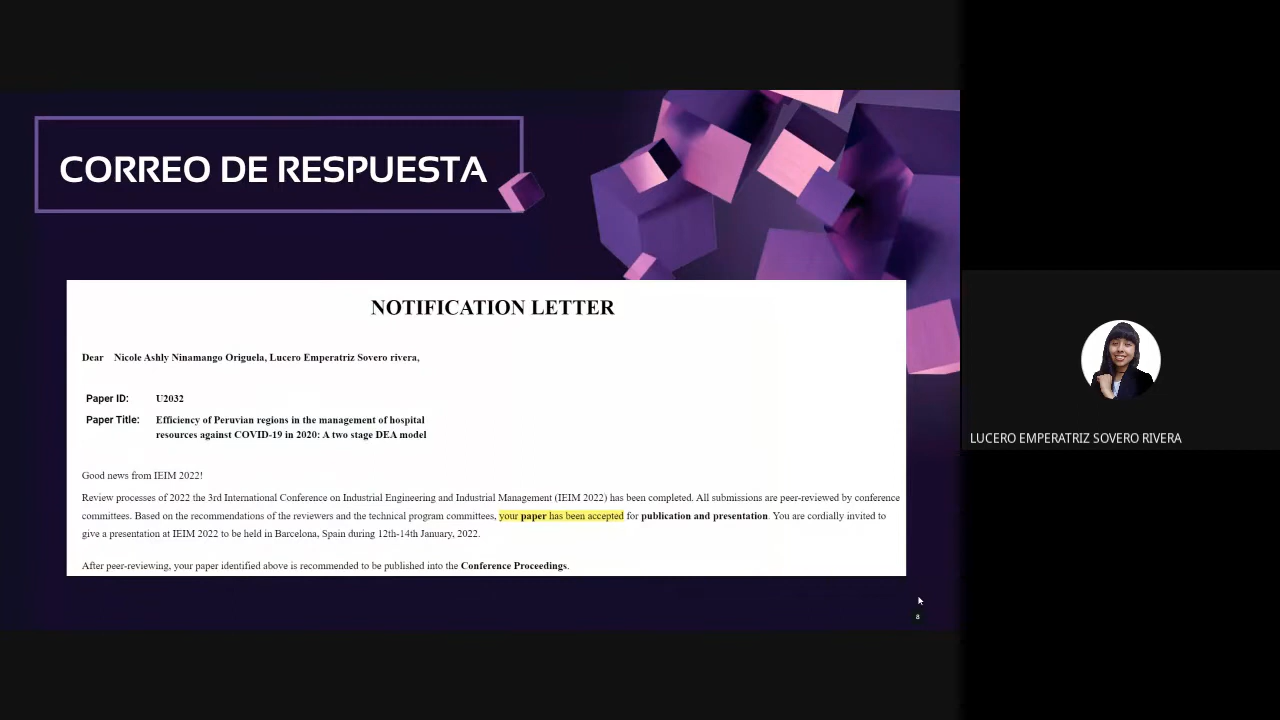 CORREO DE RESPUESTA
NOTIFICATION LETTER
Dear Nicole Ashly Ninamango Origuela, Lucero Emperatriz Sovero rivera,
Paper ID: U2032
Paper Title: Efficiency of Peruvian regions in the management of hospital
resources against COVID-19 in 2020: A two stage DEA model
Good news from IEIM 2022!
Review processes of 2022 the 3rd International Conference on Industrial Engineering and Industrial Management (IEIM 2022) has been completed. All submissions are peer-reviewed by conference
committees. Based on the recommendations of the reviewers and the technical program committees, your paper has been accepted for publication and presentation. You are cordially invited to
give a presentation at IEIM 2022 to be held in Barcelona, Spain during 12th-14th January, 2022.
After peer-reviewing, your paper identified above is recommended to be published into the Conference Proceedings.
8
LUCERO EMPERATRIZ SOVERO RIVERA